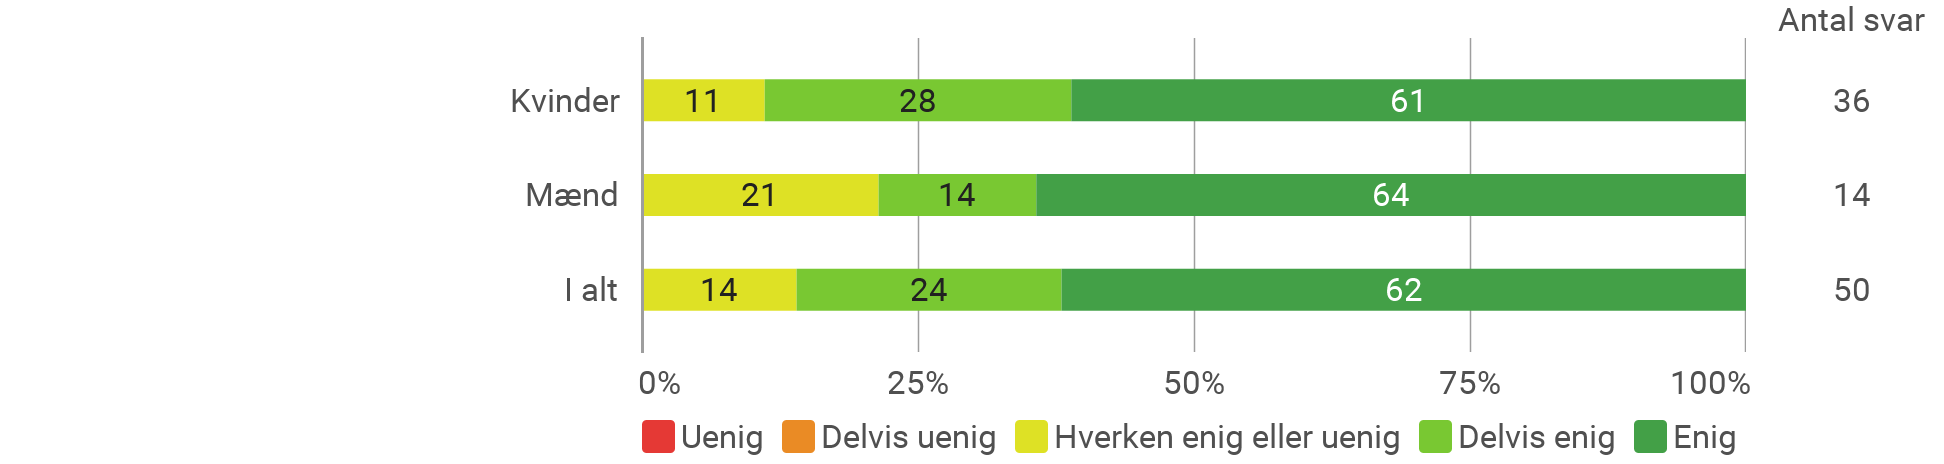 Antal svar
Kvinder 11 28 61 36
Mænd 21 14 64 14
I alt 14 24 62 50
0% 25% 50% 75% 100%
Uenig Delvis uenig Hverken enig eller uenig Delvis enig Enig